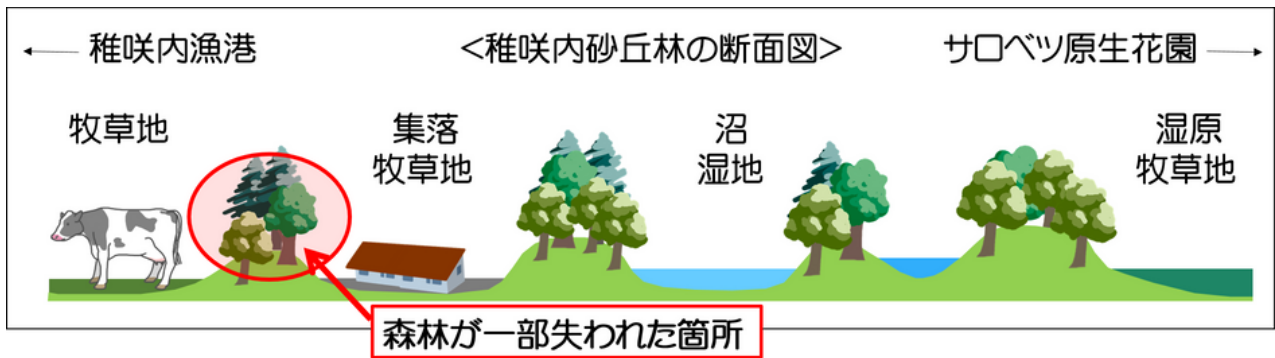 ← 稚咲内漁港
<稚咲内砂丘林の断面図>
サロベツ原生花園 →
牧草地
集落
牧草地
沼
湿地
湿原
牧草地
森林が一部失われた箇所